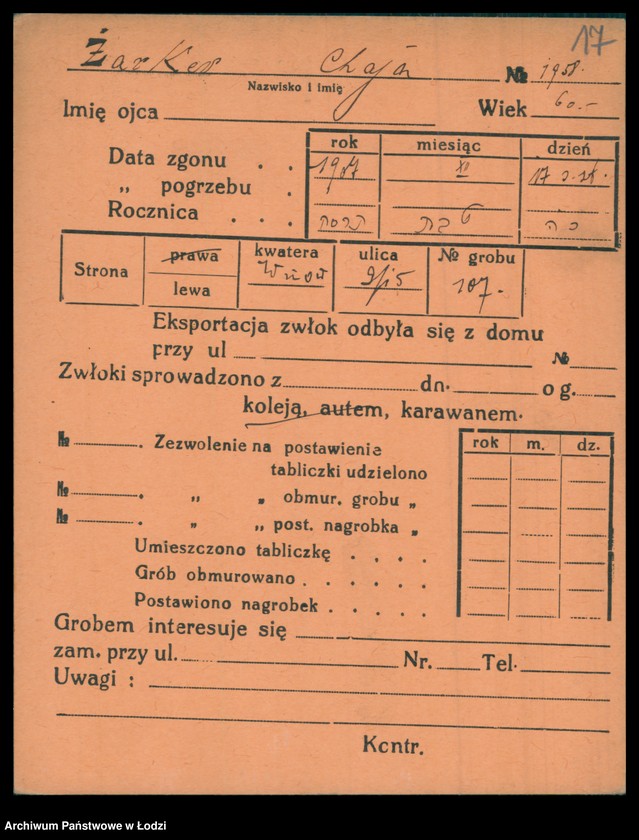 17
Żarker Chaja № 1958.
Nazwisko i imię
Imię ojca Wiek 60.-
rok miesiąc dzień
Data zgonu . . XI 17
„ pogrzebu .
Rocznica . . .
Strona prawa lewa kwatera ulica № grobu 107.
Eksportacja zwłok odbyła się z domu
przy ul №
Zwłoki sprowadzono z dn. o g.
koleją, autem, karawanem.
rok m. dz.
№ . Zezwolenie na postawienie
tabliczki udzielono
№ . „ „ obmur. grobu „
№ . „ „ post. nagrobka „
Umieszczono tabliczkę . . . .
Grób obmurowano . . . . .
Postawiono nagrobek . . . . .
Grobem interesuje się
zam. przy ul. Nr. Tel.
Uwagi :
Kontr.
Archiwum Państwowe w Łodzi